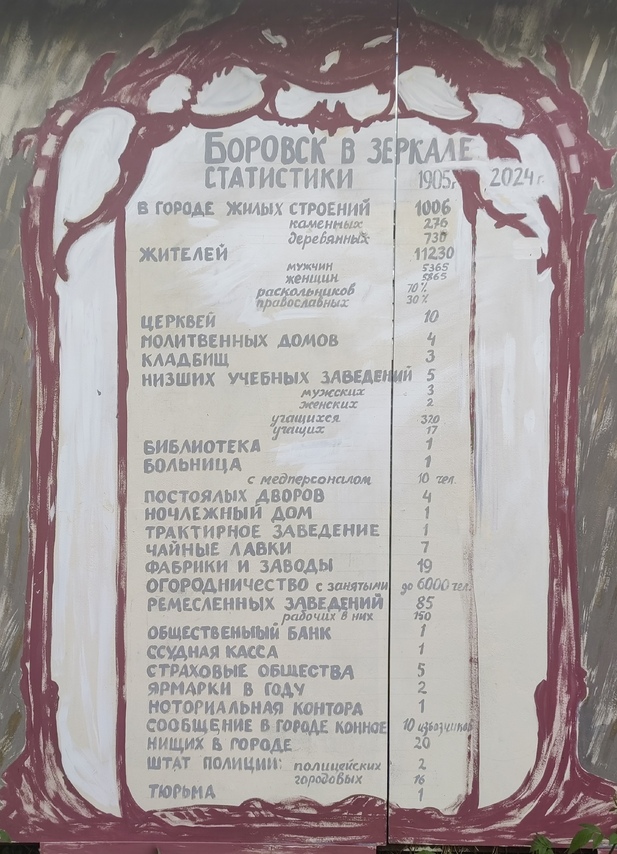 БОРОВСК В ЗЕРКАЛЕ
СТАТИСТИКИ 1905г. 2024г.
В ГОРОДЕ ЖИЛЫХ СТРОЕНИЙ 1006
каменных 276
деревянных 730
ЖИТЕЛЕЙ 11230
мужчин 5365
женщин 5865
раскольников 70%
православных 30%
ЦЕРКВЕЙ 10
МОЛИТВЕННЫХ ДОМОВ 4
КЛАДБИЩ 3
НИЗШИХ УЧЕБНЫХ ЗАВЕДЕНИЙ 5
мужских 3
женских 2
учащихся 320
учащих 17
БИБЛИОТЕКА 1
БОЛЬНИЦА 1
с медперсоналом 10 чел.
ПОСТОЯЛЫХ ДВОРОВ 4
НОЧЛЕЖНЫЙ ДОМ 1
ТРАКТИРНОЕ ЗАВЕДЕНИЕ 1
ЧАЙНЫЕ ЛАВКИ 7
ФАБРИКИ И ЗАВОДЫ 19
ОГОРОДНИЧЕСТВО с занятыми до 6000 чел.
РЕМЕСЛЕННЫХ ЗАВЕДЕНИЙ 85
рабочих в них 150
ОБЩЕСТВЕНЫЫЙ БАНК 1
ССУДНАЯ КАССА 1
СТРАХОВЫЕ ОБЩЕСТВА 5
ЯРМАРКИ В ГОДУ 2
НОТОРИАЛЬНАЯ КОНТОРА 1
СООБЩЕНИЕ В ГОРОДЕ КОННОЕ 10 извозчиков
НИЩИХ В ГОРОДЕ 20
ШТАТ ПОЛИЦИИ: полицейских 2
городовых 16
ТЮРЬМА 1